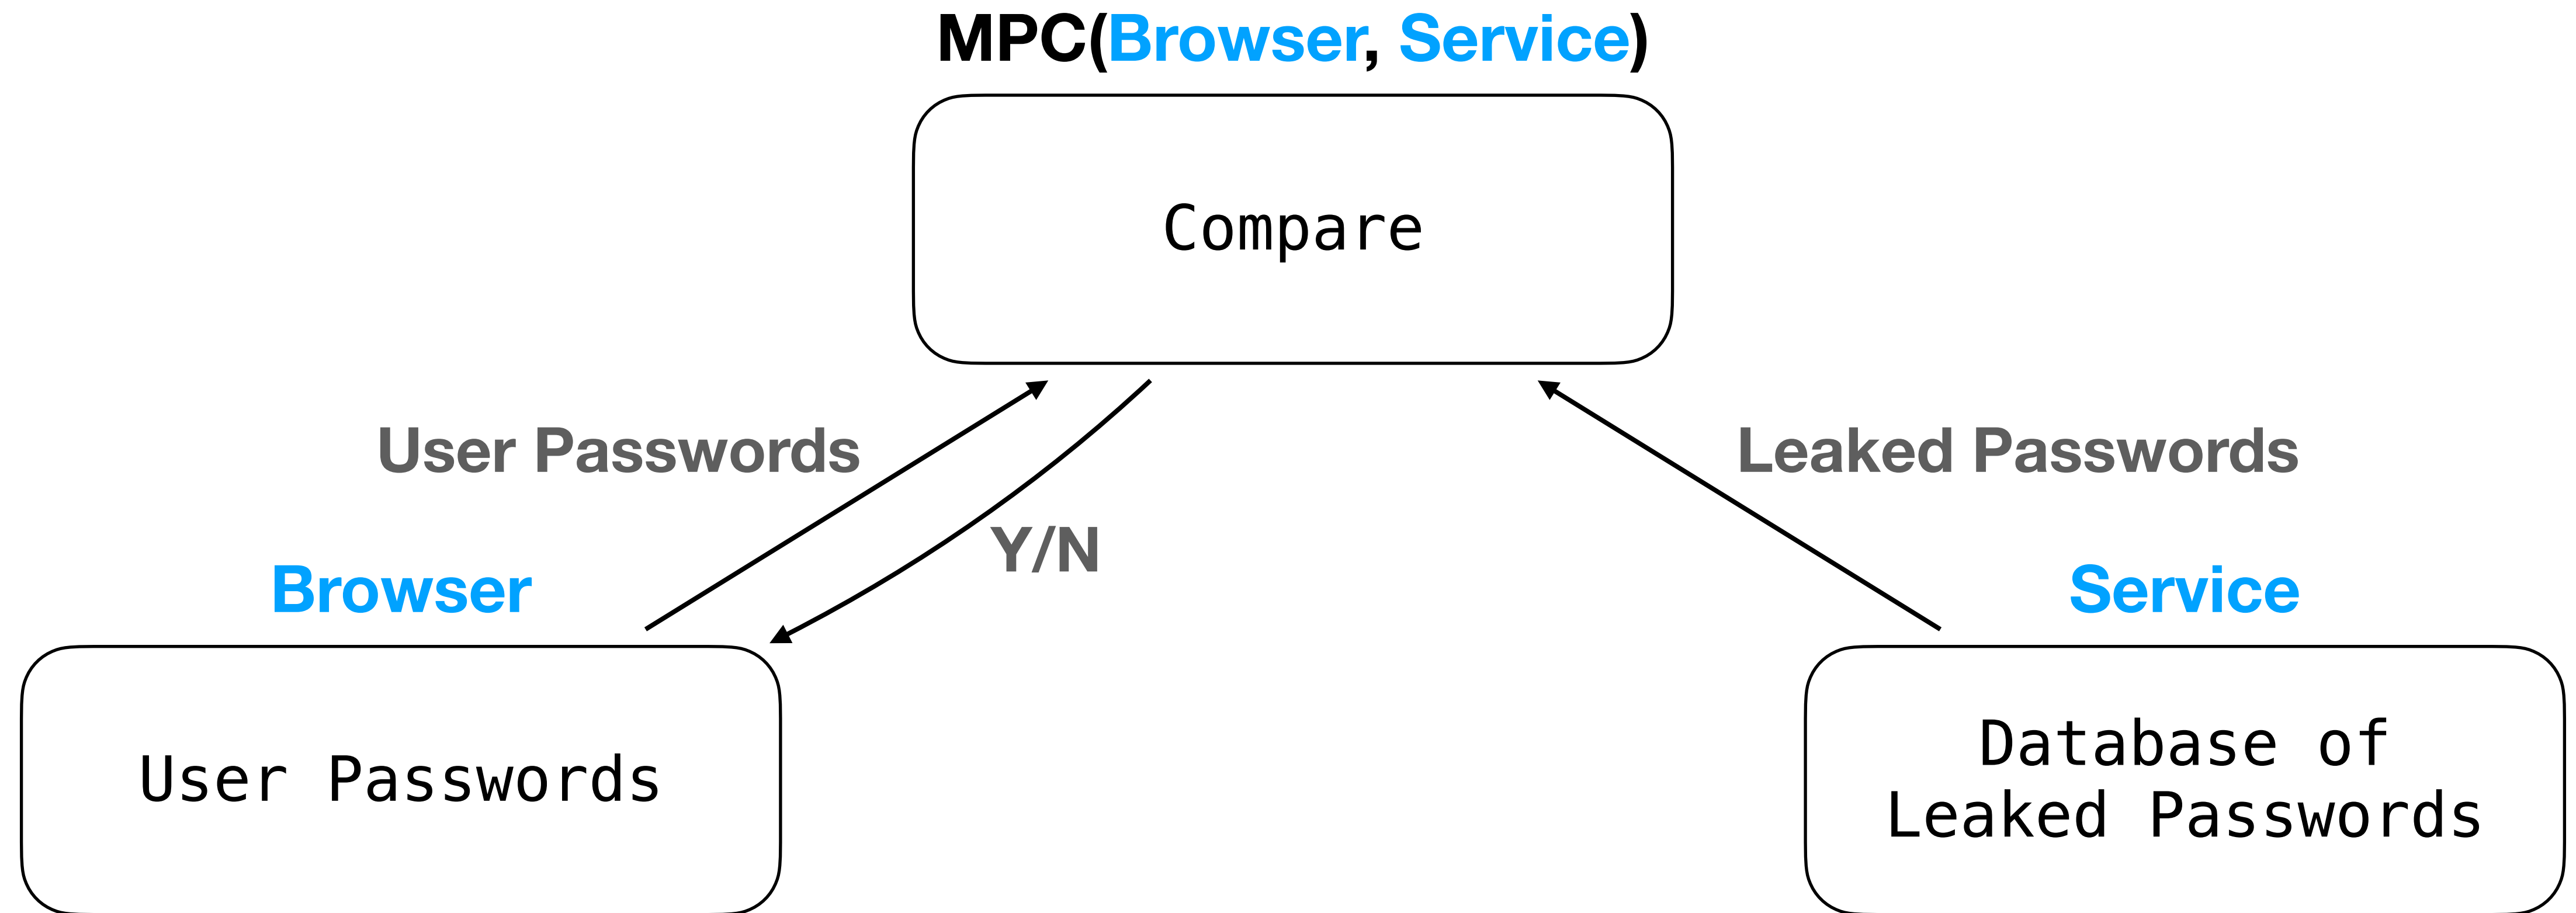 MPC(Browser, Service)
Compare
User Passwords
Leaked Passwords
Y/N
Browser
Service
User Passwords
Database of
Leaked Passwords